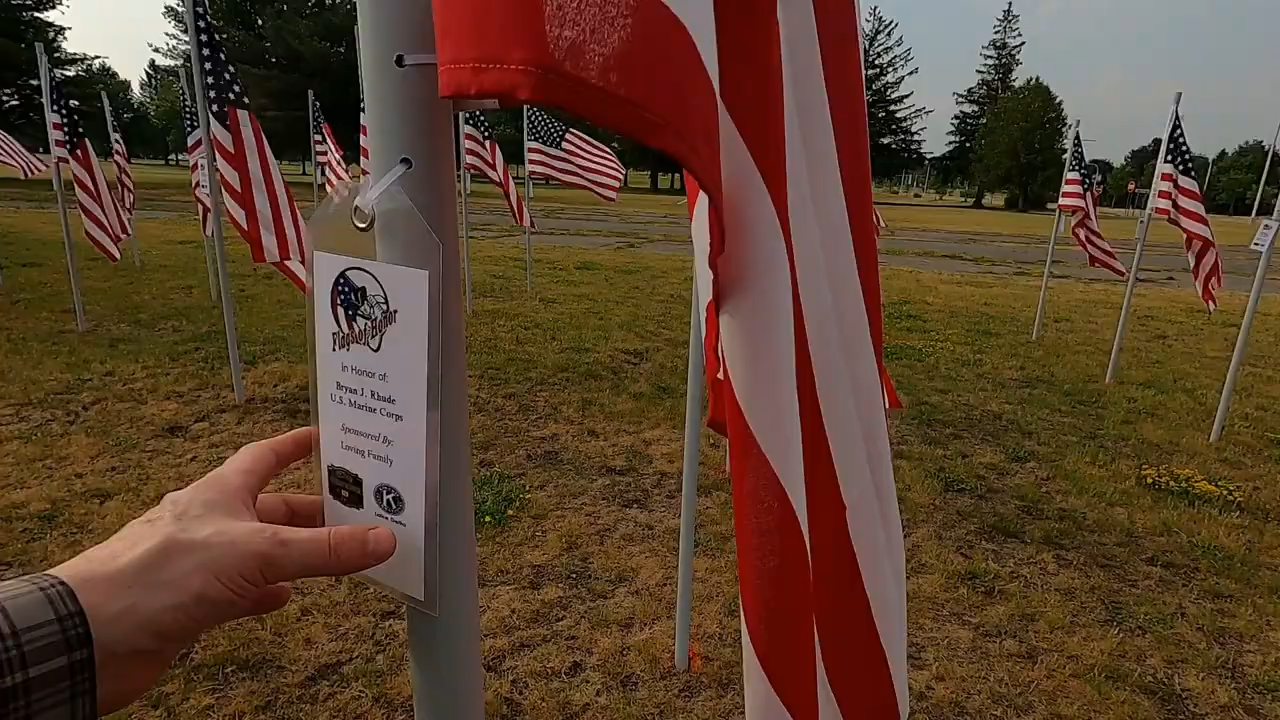 Flags of Honor
In Honor of:
Bryan J. Rhude
U.S. Marine Corps
Sponsored By:
Loving Family
K